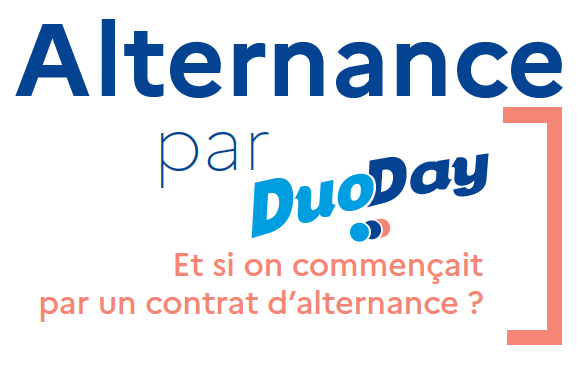 Alternance
par
DuoDay
Et si on commençait
par un contrat d’alternance ?